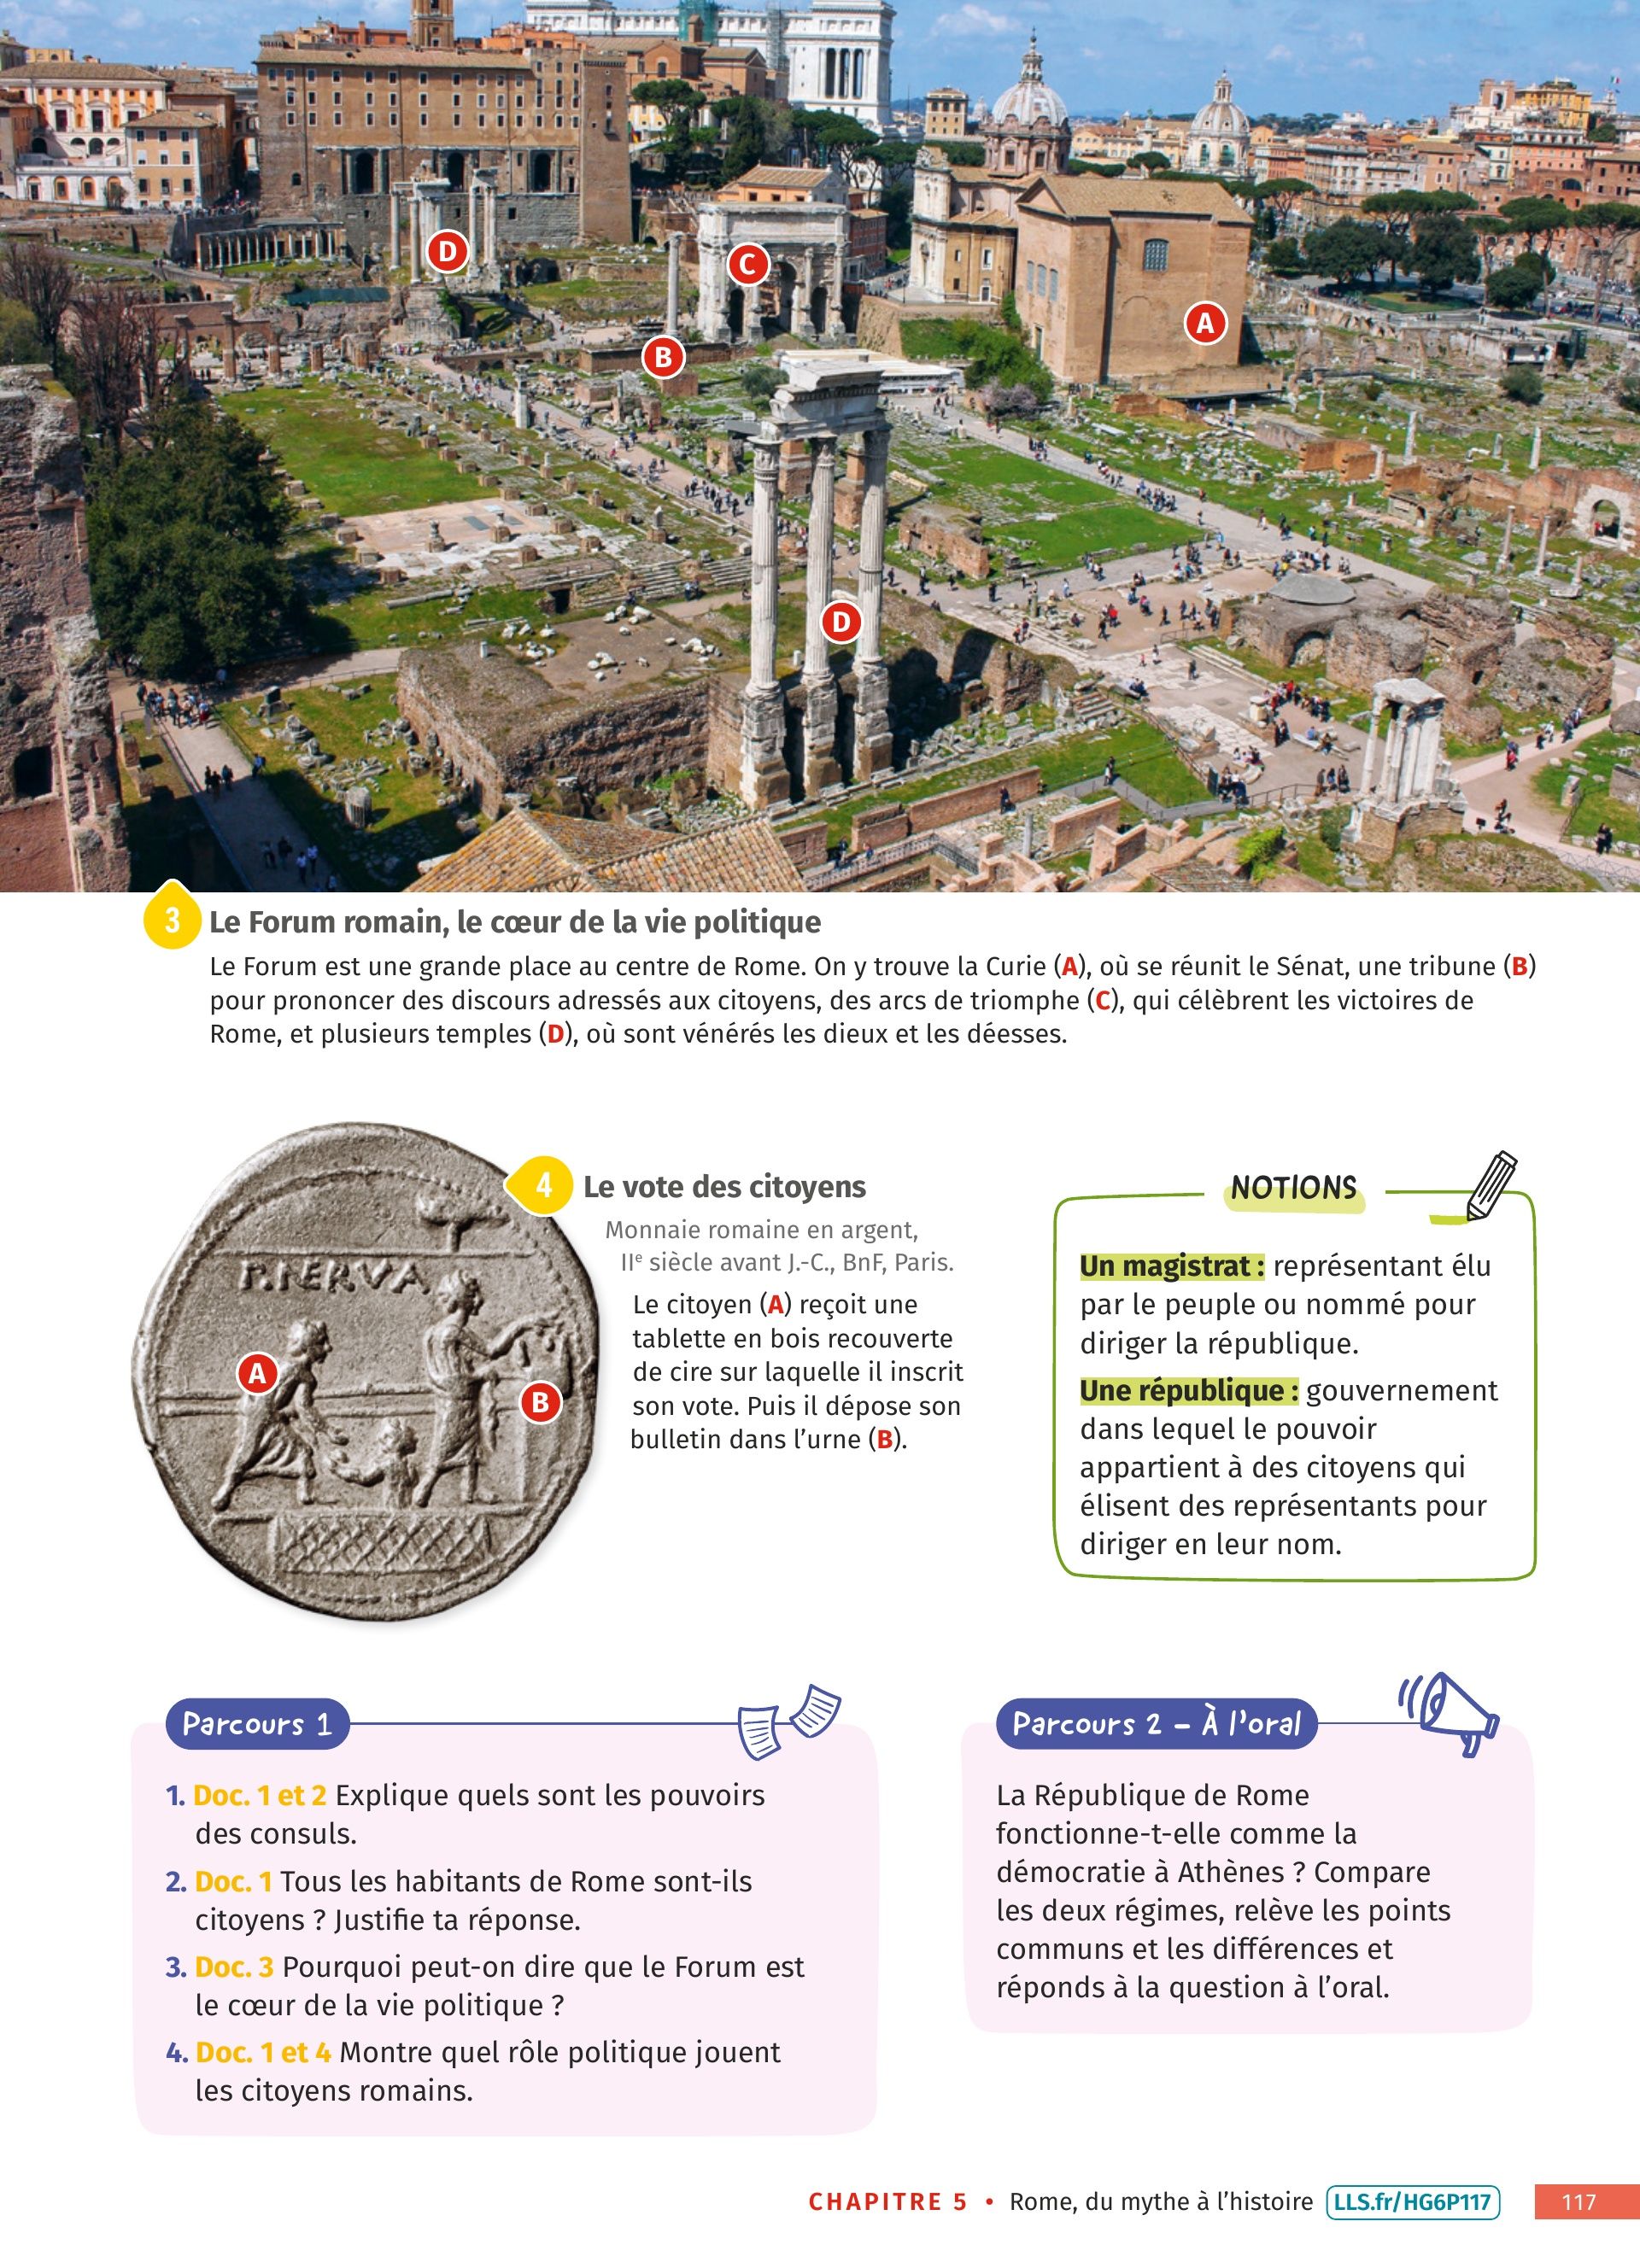 D
C
A
B
D
3 Le Forum romain, le cœur de la vie politique
Le Forum est une grande place au centre de Rome. On y trouve la Curie (A), où se réunit le Sénat, une tribune (B)
pour prononcer des discours adressés aux citoyens, des arcs de triomphe (C), qui célèbrent les victoires de
Rome, et plusieurs temples (D), où sont vénérés les dieux et les déesses.
4 Le vote des citoyens
Monnaie romaine en argent,
IIe siècle avant J.-C., BnF, Paris.
Le citoyen (A) reçoit une
tablette en bois recouverte
de cire sur laquelle il inscrit
son vote. Puis il dépose son
bulletin dans l'urne (B).
P. NERVA
A
B
NOTIONS
Un magistrat : représentant élu
par le peuple ou nommé pour
diriger la république.
Une république : gouvernement
dans lequel le pouvoir
appartient à des citoyens qui
élisent des représentants pour
diriger en leur nom.
Parcours 1
1. Doc. 1 et 2 Explique quels sont les pouvoirs
des consuls.
2. Doc. 1 Tous les habitants de Rome sont-ils
citoyens ? Justifie ta réponse.
3. Doc. 3 Pourquoi peut-on dire que le Forum est
le cœur de la vie politique ?
4. Doc. 1 et 4 Montre quel rôle politique jouent
les citoyens romains.
Parcours 2 – À l'oral
La République de Rome
fonctionne-t-elle comme la
démocratie à Athènes ? Compare
les deux régimes, relève les points
communs et les différences et
réponds à la question à l'oral.
CHAPITRE 5 • Rome, du mythe à l'histoire LLS.fr/HG6P117 117